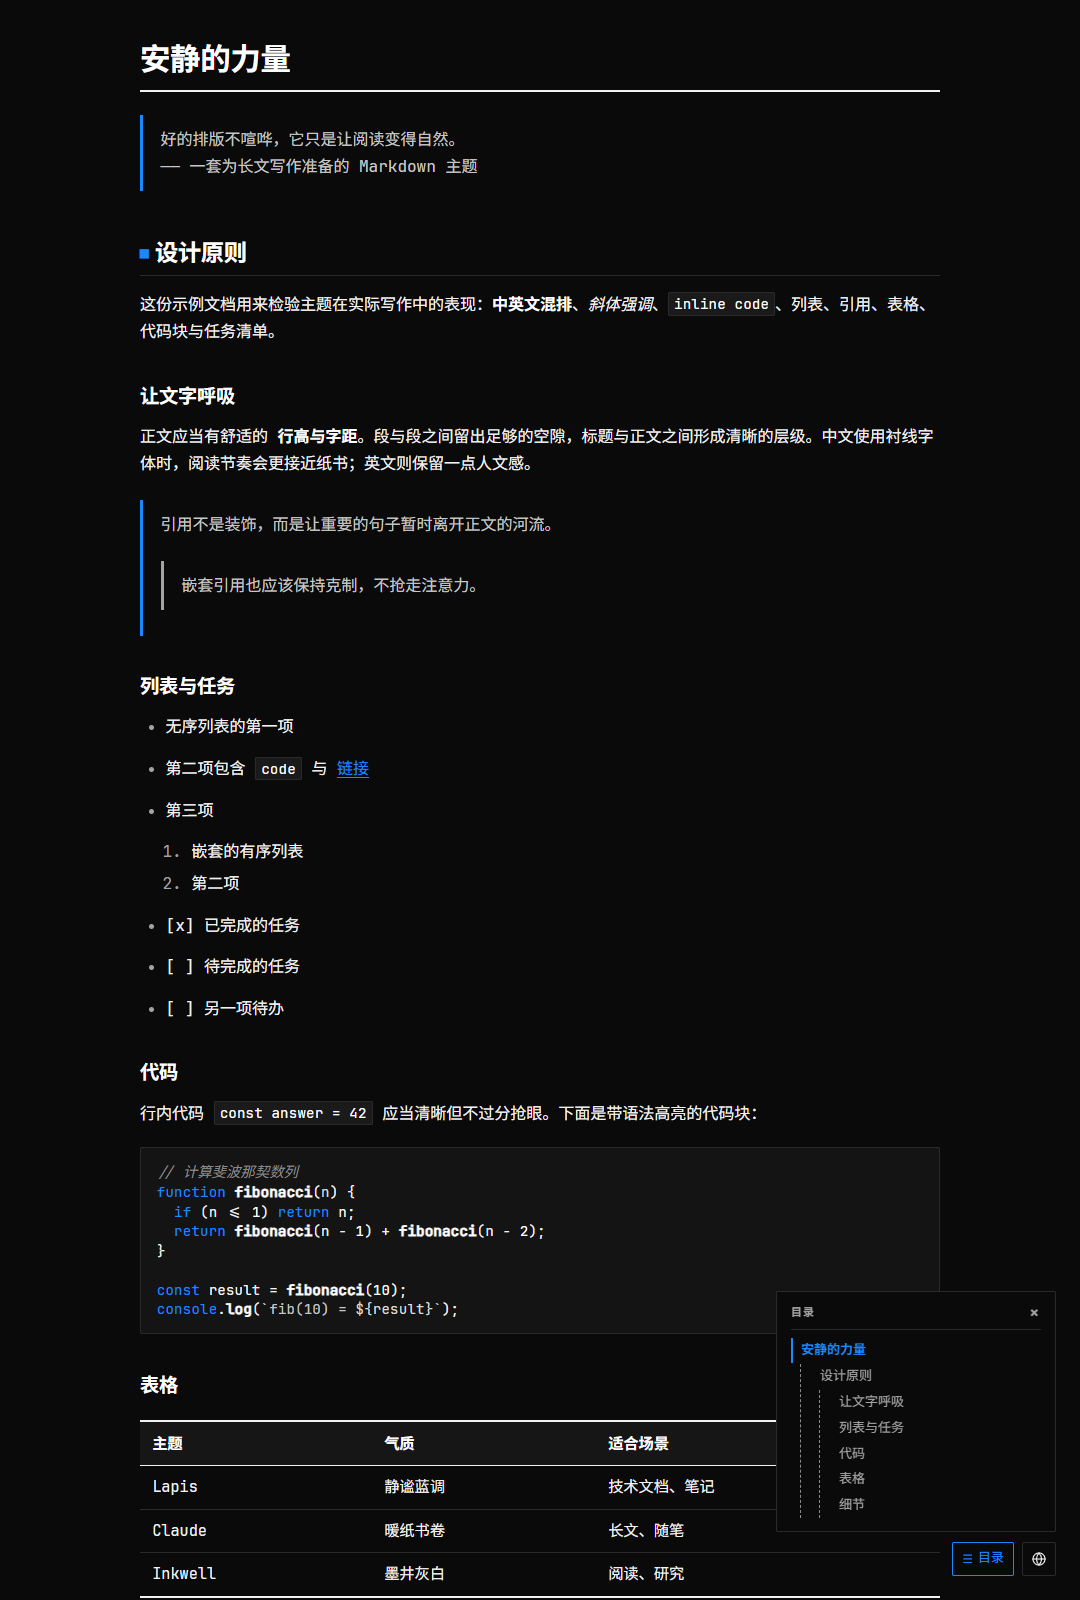 安静的力量
好的排版不喧哗，它只是让阅读变得自然。
—— 一套为长文写作准备的 Markdown 主题
设计原则
这份示例文档用来检验主题在实际写作中的表现：中英文混排、斜体强调、inline code、列表、引用、表格、
代码块与任务清单。
让文字呼吸
正文应当有舒适的 行高与字距。段与段之间留出足够的空隙，标题与正文之间形成清晰的层级。中文使用衬线字
体时，阅读节奏会更接近纸书；英文则保留一点人文感。
引用不是装饰，而是让重要的句子暂时离开正文的河流。
嵌套引用也应该保持克制，不抢走注意力。
列表与任务
• 无序列表的第一项
• 第二项包含 code 与 链接
• 第三项
1. 嵌套的有序列表
2. 第二项
• [x] 已完成的任务
• [ ] 待完成的任务
• [ ] 另一项待办
代码
行内代码 const answer = 42 应当清晰但不过分抢眼。下面是带语法高亮的代码块：
// 计算斐波那契数列
function fibonacci(n) {
  if (n <= 1) return n;
  return fibonacci(n - 1) + fibonacci(n - 2);
}
const result = fibonacci(10);
console.log(`fib(10) = ${result}`);
表格
主题 气质 适合场景
Lapis 静谧蓝调 技术文档、笔记
Claude 暖纸书卷 长文、随笔
Inkwell 墨井灰白 阅读、研究
目录 ×
安静的力量
设计原则
让文字呼吸
列表与任务
代码
表格
细节
☰ 目录